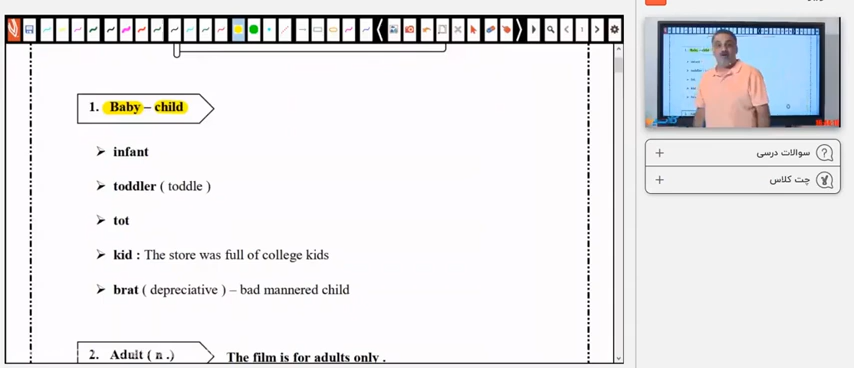 1
1. Baby – child
➢ infant
➢ toddler ( toddle )
➢ tot
➢ kid : The store was full of college kids
➢ brat ( depreciative ) – bad mannered child
2. Adult ( n .)
The film is for adults only .
سوالات درسی
چت کلاس